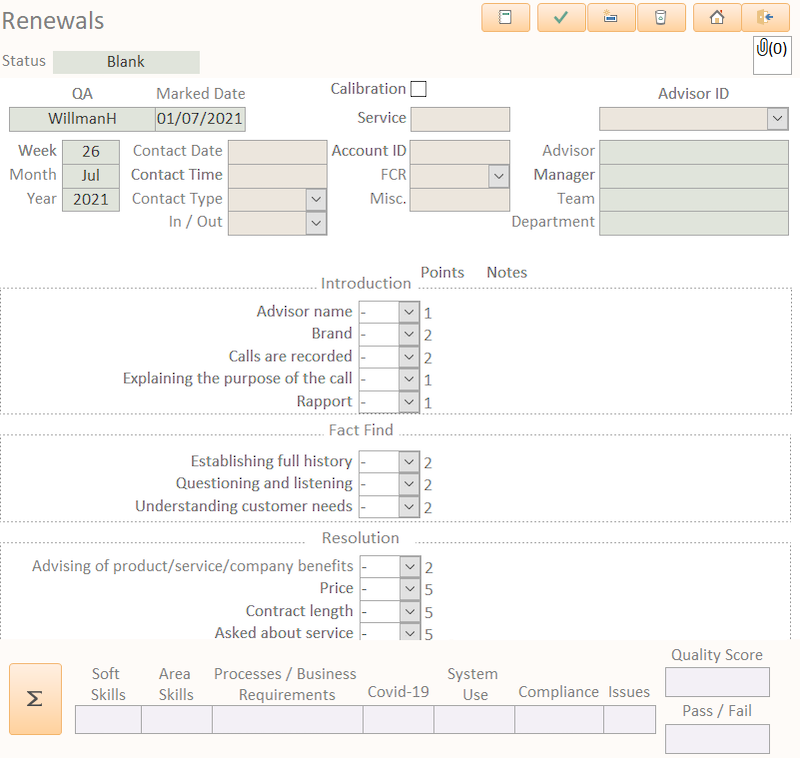 Renewals
(0)
Status Blank
QA Marked Date Calibration Advisor ID
WillmanH 01/07/2021 Service
Week 26 Contact Date Account ID Advisor
Month Jul Contact Time FCR Manager
Year 2021 Contact Type Misc. Team
In / Out Department
Points Notes
Introduction
Advisor name - 1
Brand - 2
Calls are recorded - 2
Explaining the purpose of the call - 1
Rapport - 1
Fact Find
Establishing full history - 2
Questioning and listening - 2
Understanding customer needs - 2
Resolution
Advising of product/service/company benefits - 2
Price - 5
Contract length - 5
Asked about service - 5
Quality Score
Σ
Soft Skills
Area Skills
Processes / Business Requirements
Covid-19
System Use
Compliance
Issues
Pass / Fail